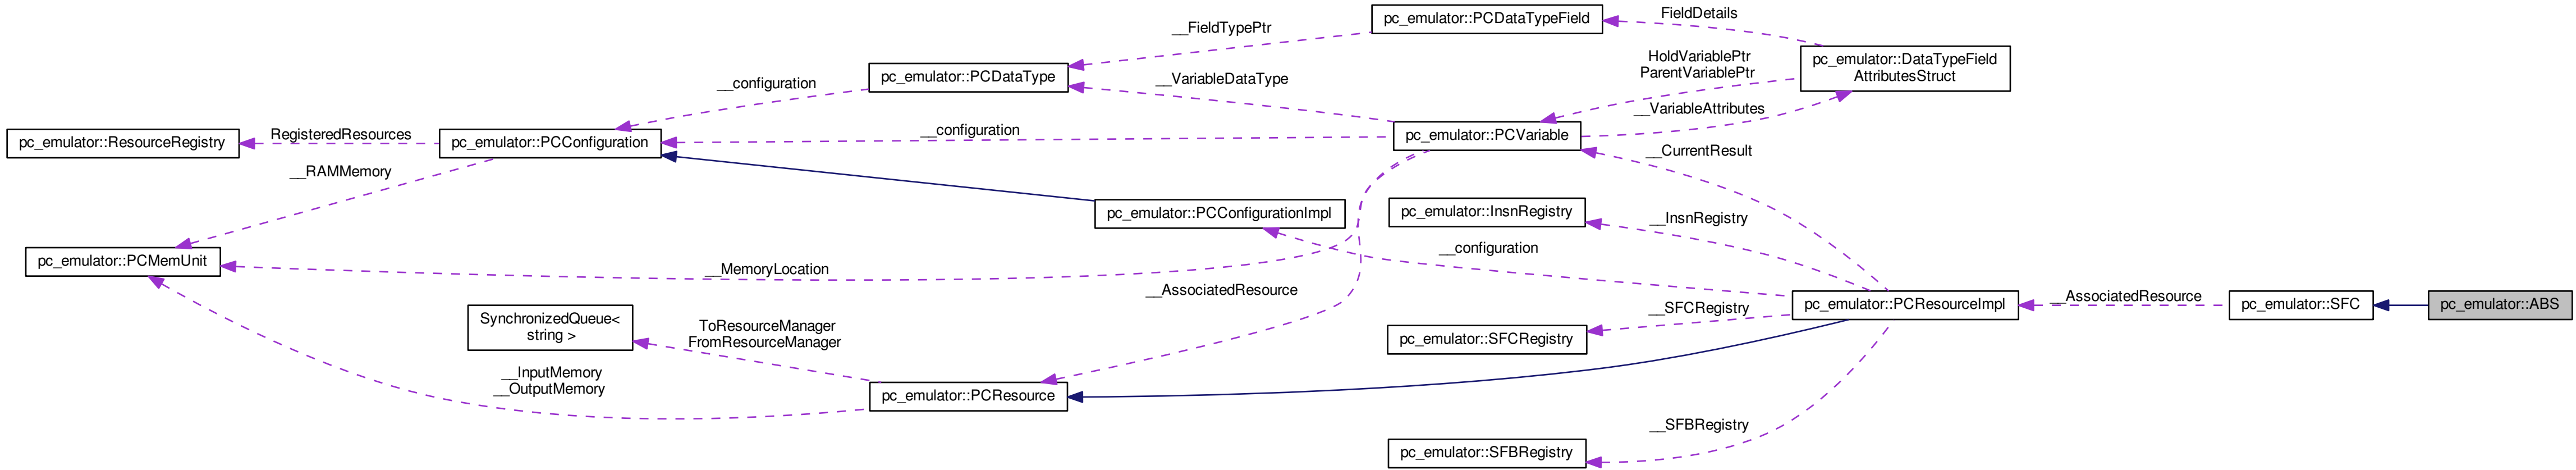 pc_emulator::PCDataTypeField
FieldDetails
__FieldTypePtr
pc_emulator::DataTypeField
AttributesStruct
HoldVariablePtr
ParentVariablePtr
pc_emulator::PCDataType
__VariableDataType
__configuration
__VariableAttributes
pc_emulator::ResourceRegistry
RegisteredResources
pc_emulator::PCConfiguration
__configuration
pc_emulator::PCVariable
__CurrentResult
__RAMMemory
pc_emulator::PCConfigurationImpl
pc_emulator::InsnRegistry
__InsnRegistry
__configuration
pc_emulator::PCMemUnit
__MemoryLocation
__AssociatedResource
pc_emulator::PCResourceImpl
__AssociatedResource
pc_emulator::SFC
pc_emulator::ABS
SynchronizedQueue<
string >
ToResourceManager
FromResourceManager
__SFCRegistry
pc_emulator::SFCRegistry
__InputMemory
__OutputMemory
pc_emulator::PCResource
__SFBRegistry
pc_emulator::SFBRegistry